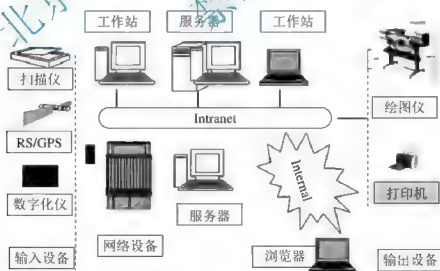 工作站
服务器
工作站
扫描仪
绘图仪
Intranet
RS/GPS
数字化仪
服务器
Internal
打印机
输入设备
网络设备
浏览器
输出设备